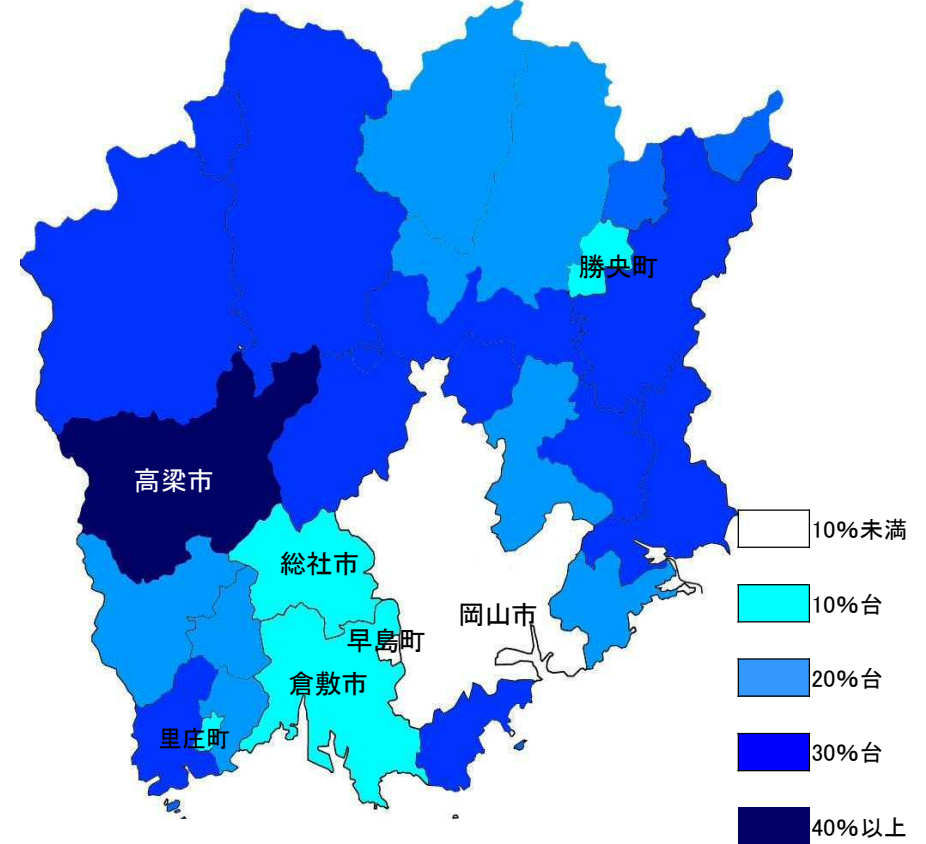 勝央町
高梁市
総社市
岡山市
早島町
倉敷市
里庄町
10%未満
10%台
20%台
30%台
40%以上